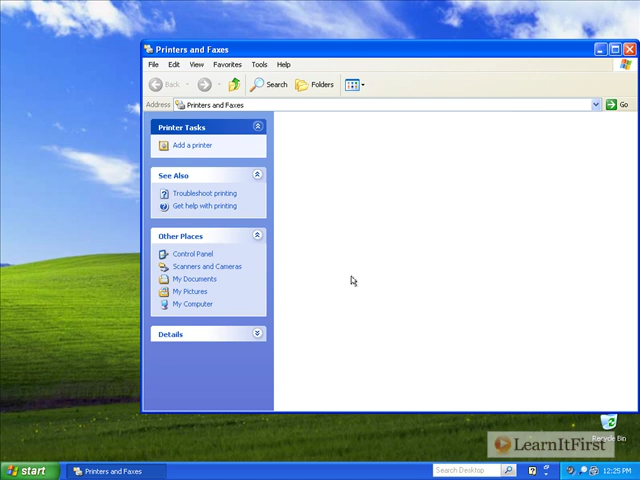 Printers and Faxes
File Edit View Favorites Tools Help
Back Search Folders
Address Printers and Faxes Go
Printer Tasks
Add a printer
See Also
Troubleshoot printing
Get help with printing
Other Places
Control Panel
Scanners and Cameras
My Documents
My Pictures
My Computer
Details
Recycle Bin
LearnItFirst
start Printers and Faxes Search Desktop 12:25 PM